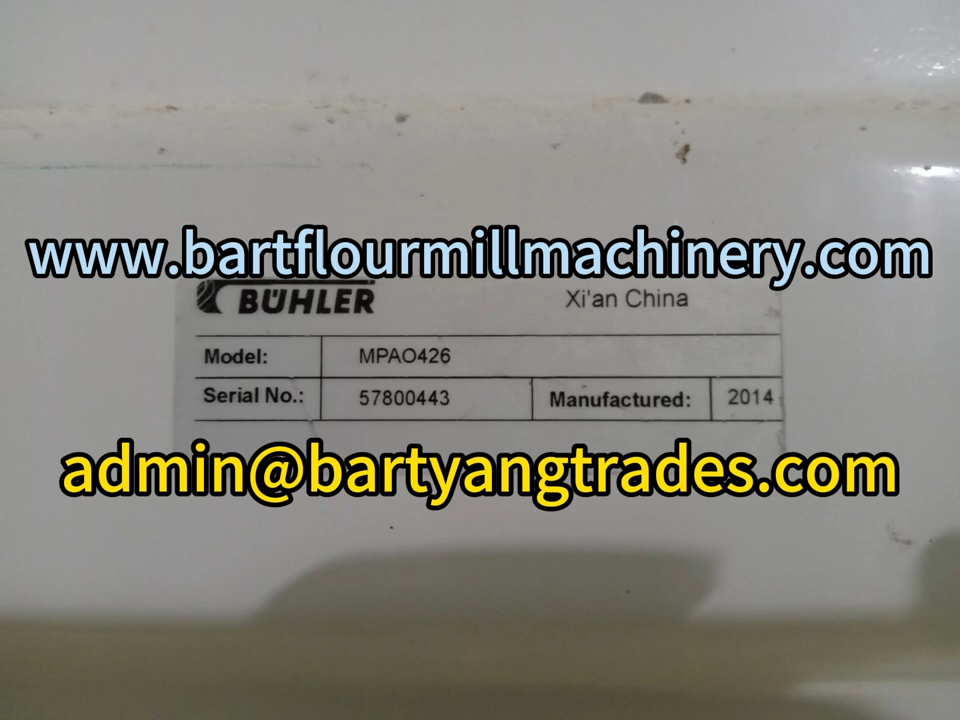 www.bartflourmillmachinery.com
BÜHLER Xi'an China
Model: MPAO426
Serial No.: 57800443 Manufactured: 2014
admin@bartyangtrades.com